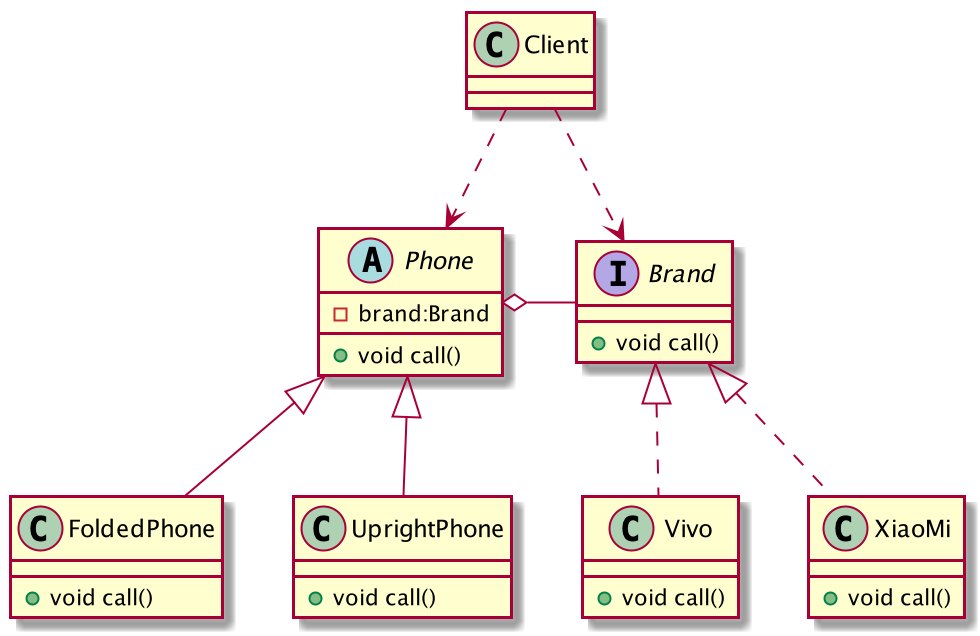 C Client
A Phone
brand:Brand
void call()
I Brand
void call()
C FoldedPhone
void call()
C UprightPhone
void call()
C Vivo
void call()
C XiaoMi
void call()